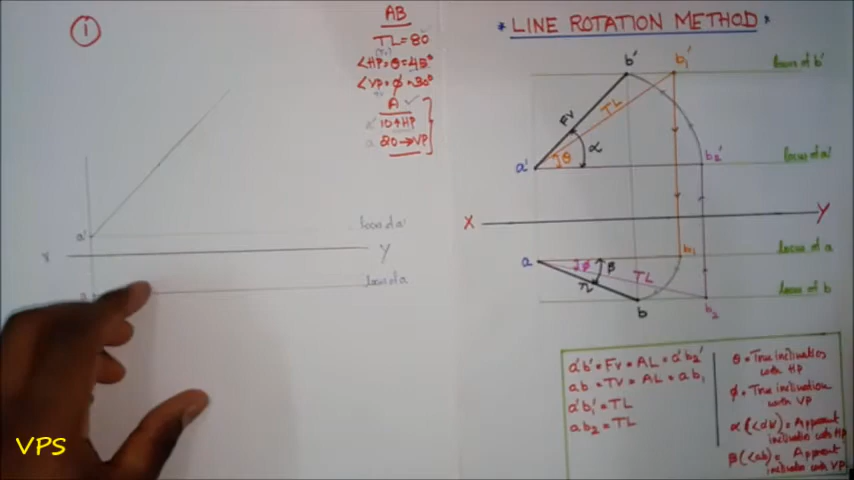 1
AB
TL=80
∠HP=θ=45°
∠VP=φ=30°
A
a' 10↑HP
a 20→VP
a'
locus of a'
X
Y
locus of a
VPS
* LINE ROTATION METHOD *
b'
b₁'
locus of b'
FV
TL
α
θ
a'
b₂'
locus of a'
X
Y
a
b₁
locus of a
φ
β
TL
TV
b
b₂
locus of b
a'b' = FV = AL = a'b₂'
ab = TV = AL = ab₁
a'b₁' = TL
ab₂ = TL
θ = True inclination
with HP
φ = True inclination
with VP
α (∠a'b') = Apparent
inclination with HP
β (∠ab) = Apparent
inclination with VP